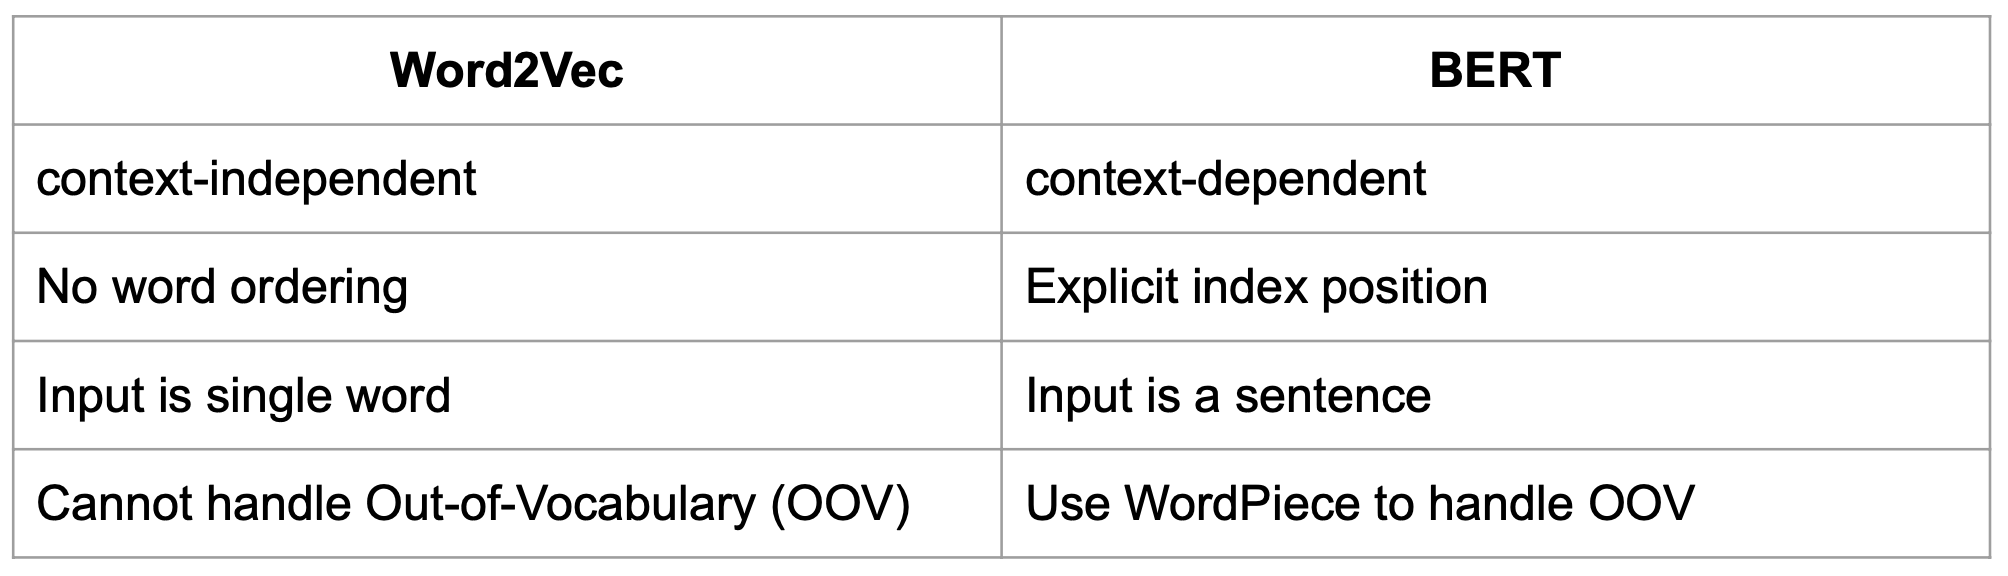 Word2Vec
BERT
context-independent
context-dependent
No word ordering
Explicit index position
Input is single word
Input is a sentence
Cannot handle Out-of-Vocabulary (OOV)
Use WordPiece to handle OOV